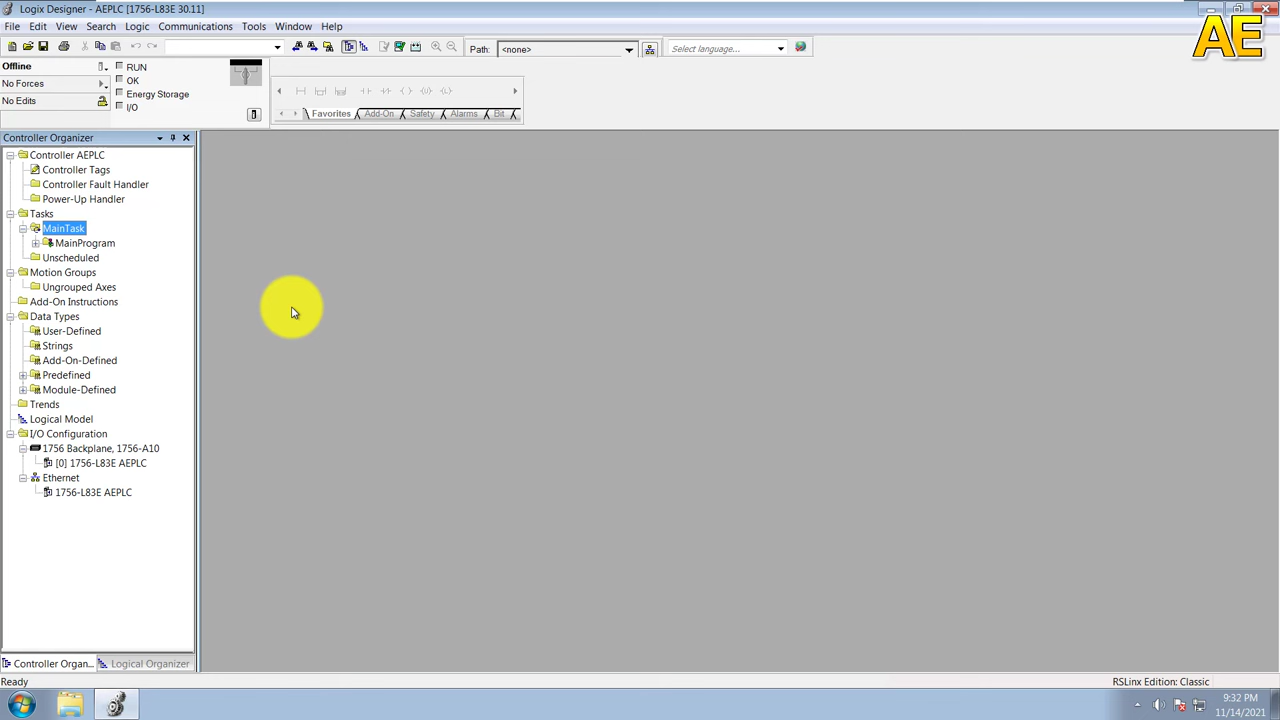 Logix Designer - AEPLC [1756-L83E 30.11]
File Edit View Search Logic Communications Tools Window Help
AE
Path: <none> Select language...
Offline RUN
No Forces OK
Energy Storage
No Edits I/O
Favorites Add-On Safety Alarms Bit
Controller Organizer
Controller AEPLC
Controller Tags
Controller Fault Handler
Power-Up Handler
Tasks
MainTask
MainProgram
Unscheduled
Motion Groups
Ungrouped Axes
Add-On Instructions
Data Types
User-Defined
Strings
Add-On-Defined
Predefined
Module-Defined
Trends
Logical Model
I/O Configuration
1756 Backplane, 1756-A10
[0] 1756-L83E AEPLC
Ethernet
1756-L83E AEPLC
Controller Organ... Logical Organizer
Ready RSLinx Edition: Classic
9:32 PM
11/14/2021